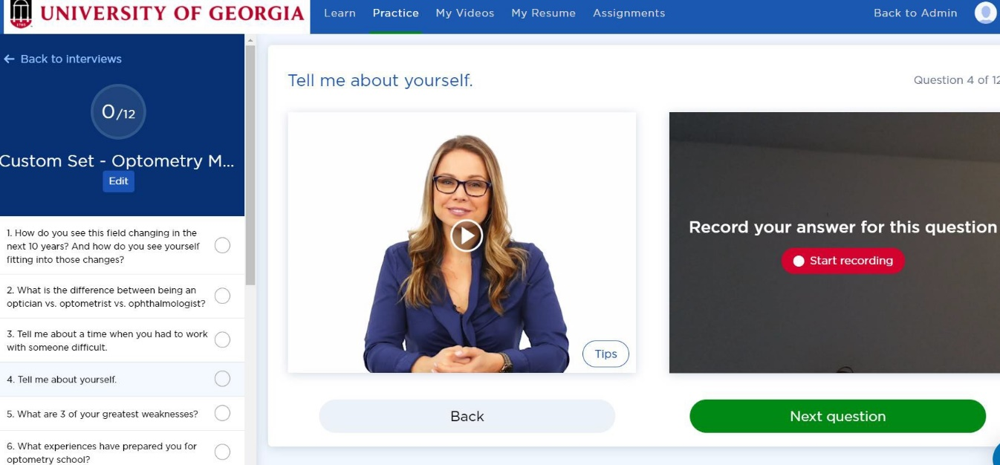 1785
UNIVERSITY OF GEORGIA
Learn Practice My Videos My Resume Assignments Back to Admin
Back to interviews
0/12
Custom Set - Optometry M...
Edit
1. How do you see this field changing in the
next 10 years? And how do you see yourself
fitting into those changes?
2. What is the difference between being an
optician vs. optometrist vs. ophthalmologist?
3. Tell me about a time when you had to work
with someone difficult.
4. Tell me about yourself.
5. What are 3 of your greatest weaknesses?
6. What experiences have prepared you for
optometry school?
Tell me about yourself.
Question 4 of 12
Tips
Record your answer for this question
Start recording
Back
Next question